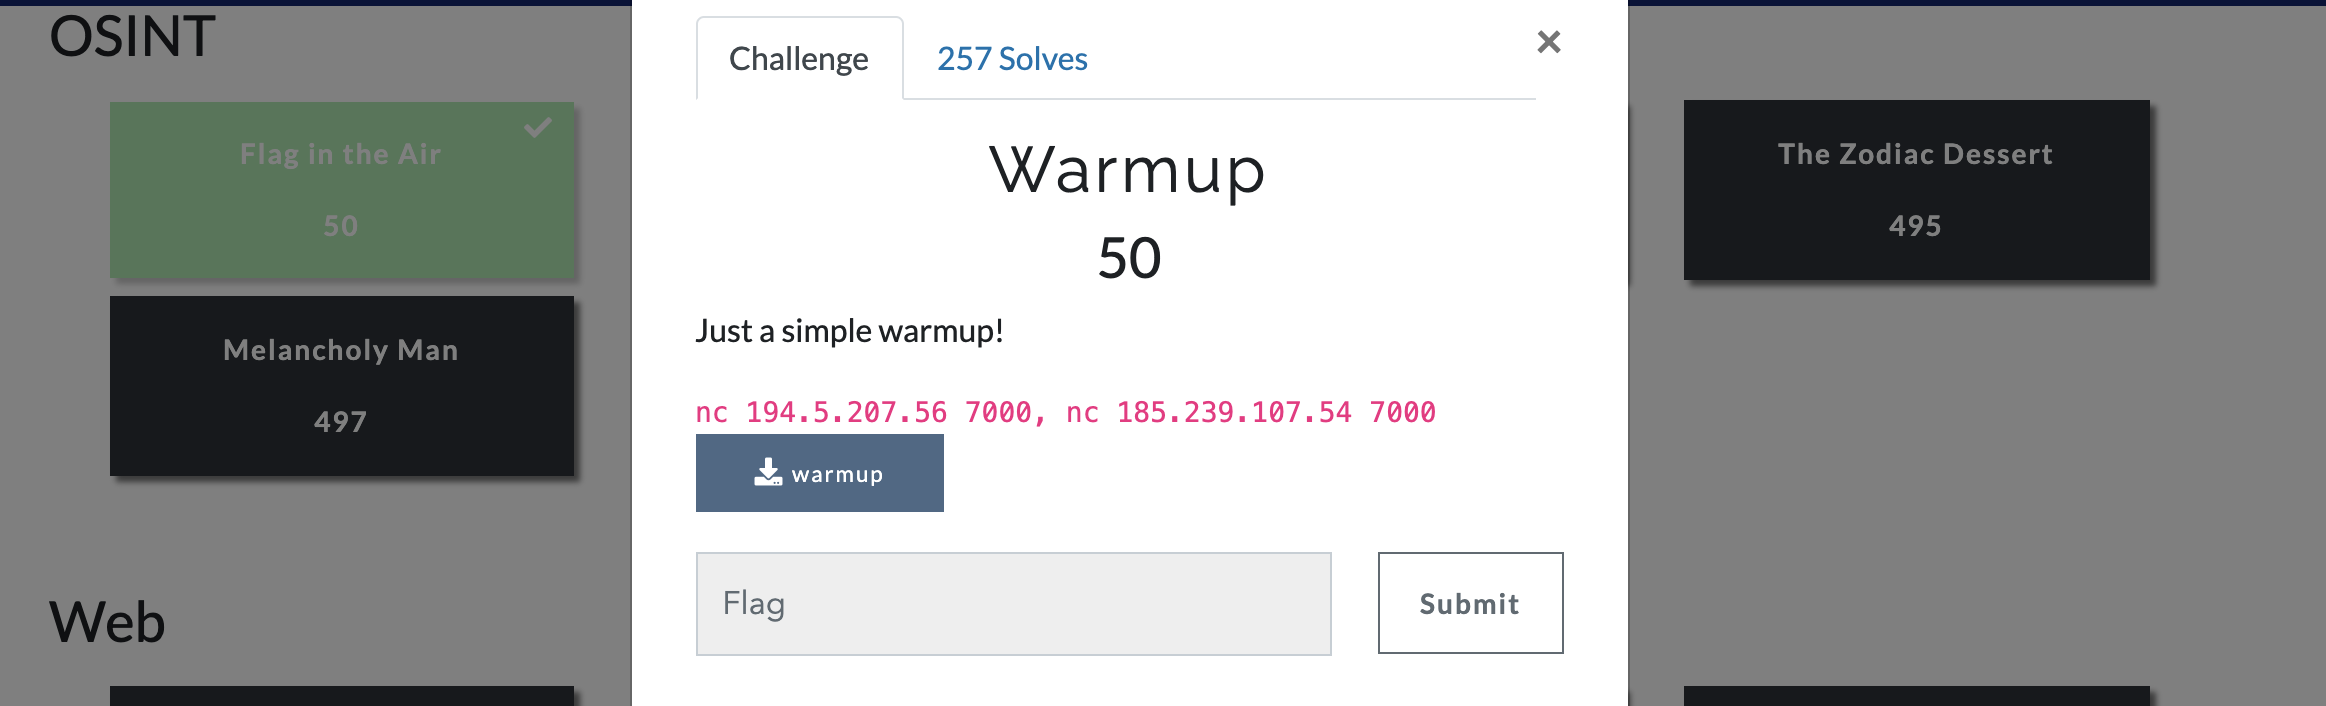 OSINT
Flag in the Air
50
Melancholy Man
497
Web
Challenge
257 Solves
×
Warmup
50
Just a simple warmup!
nc 194.5.207.56 7000, nc 185.239.107.54 7000
warmup
Flag
Submit
The Zodiac Dessert
495